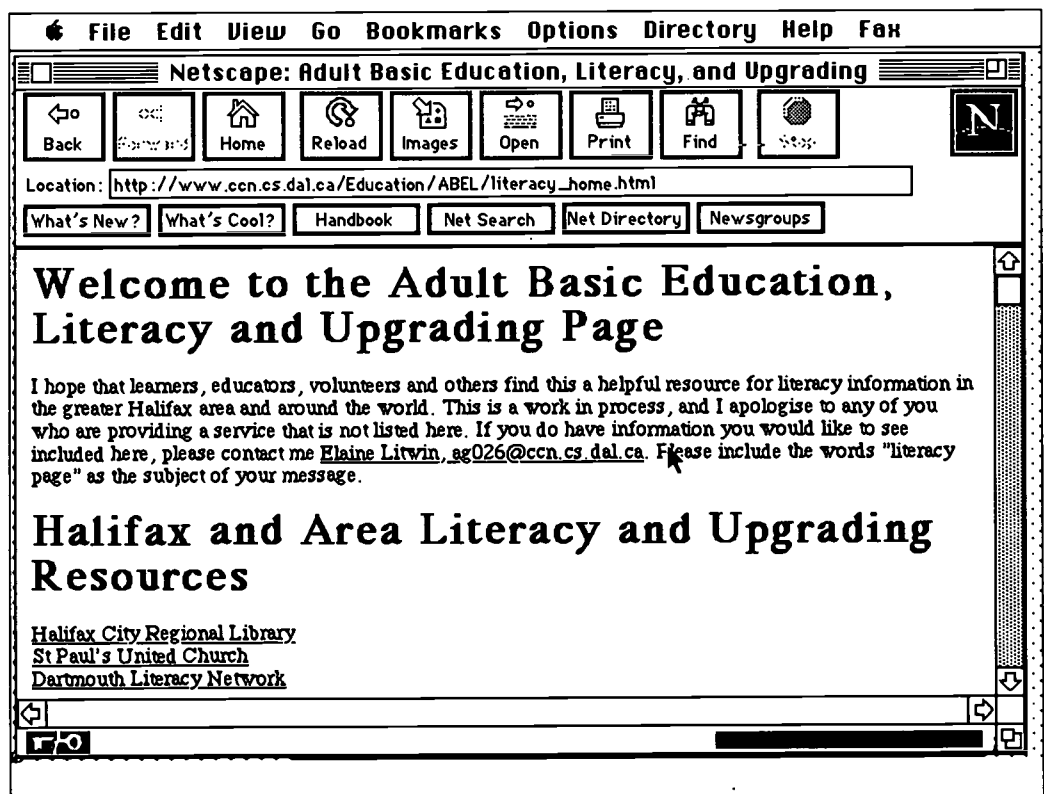 File Edit View Go Bookmarks Options Directory Help Fax
Netscape: Adult Basic Education, Literacy, and Upgrading
Back Forward Home Reload Images Open Print Find Stop N
Location: http://www.ccn.cs.dal.ca/Education/ABEL/literacy_home.html
What's New? What's Cool? Handbook Net Search Net Directory Newsgroups
Welcome to the Adult Basic Education,
Literacy and Upgrading Page
I hope that learners, educators, volunteers and others find this a helpful resource for literacy information in
the greater Halifax area and around the world. This is a work in process, and I apologise to any of you
who are providing a service that is not listed here. If you do have information you would like to see
included here, please contact me Elaine Litwin, ag026@ccn.cs.dal.ca. Please include the words "literacy
page" as the subject of your message.
Halifax and Area Literacy and Upgrading
Resources
Halifax City Regional Library
St Paul's United Church
Dartmouth Literacy Network